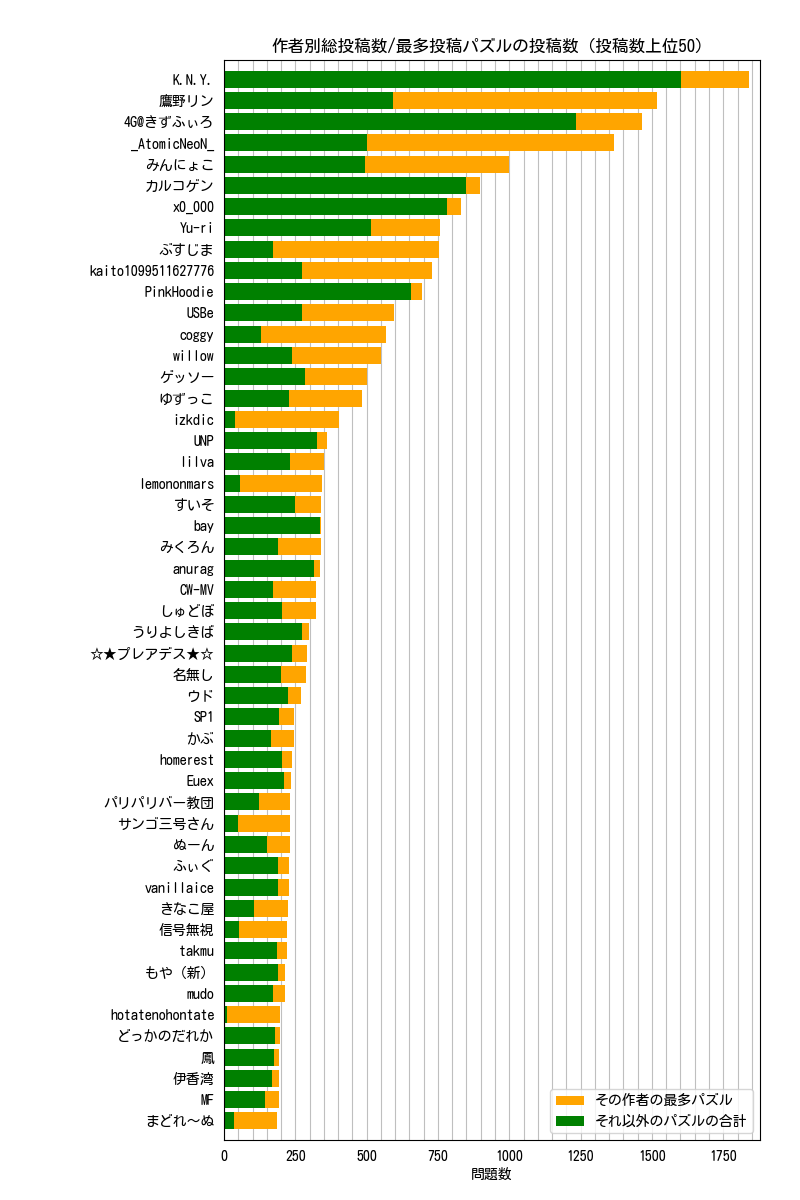 作者別総投稿数/最多投稿パズルの投稿数（投稿数上位50）
K.N.Y.
鷹野リン
4G@きずふぃろ
_AtomicNeoN_
みんにょこ
カルコゲン
x0_000
Yu-ri
ぶすじま
kaito1099511627776
PinkHoodie
USBe
coggy
willow
ゲッソー
ゆずっこ
izkdic
UNP
lilva
lemononmars
すいそ
bay
みくろん
anurag
CW-MV
しゅどぼ
うりよしきば
☆★プレアデス★☆
名無し
ウド
SP1
かぶ
homerest
Euex
パリパリバー教団
サンゴ三号さん
ぬーん
ふぃぐ
vanillaice
きなこ屋
信号無視
takmu
もや（新）
mudo
hotatenohontate
どっかのだれか
鳳
伊香湾
MF
まどれ～ぬ
その作者の最多パズル
それ以外のパズルの合計
0 250 500 750 1000 1250 1500 1750
問題数